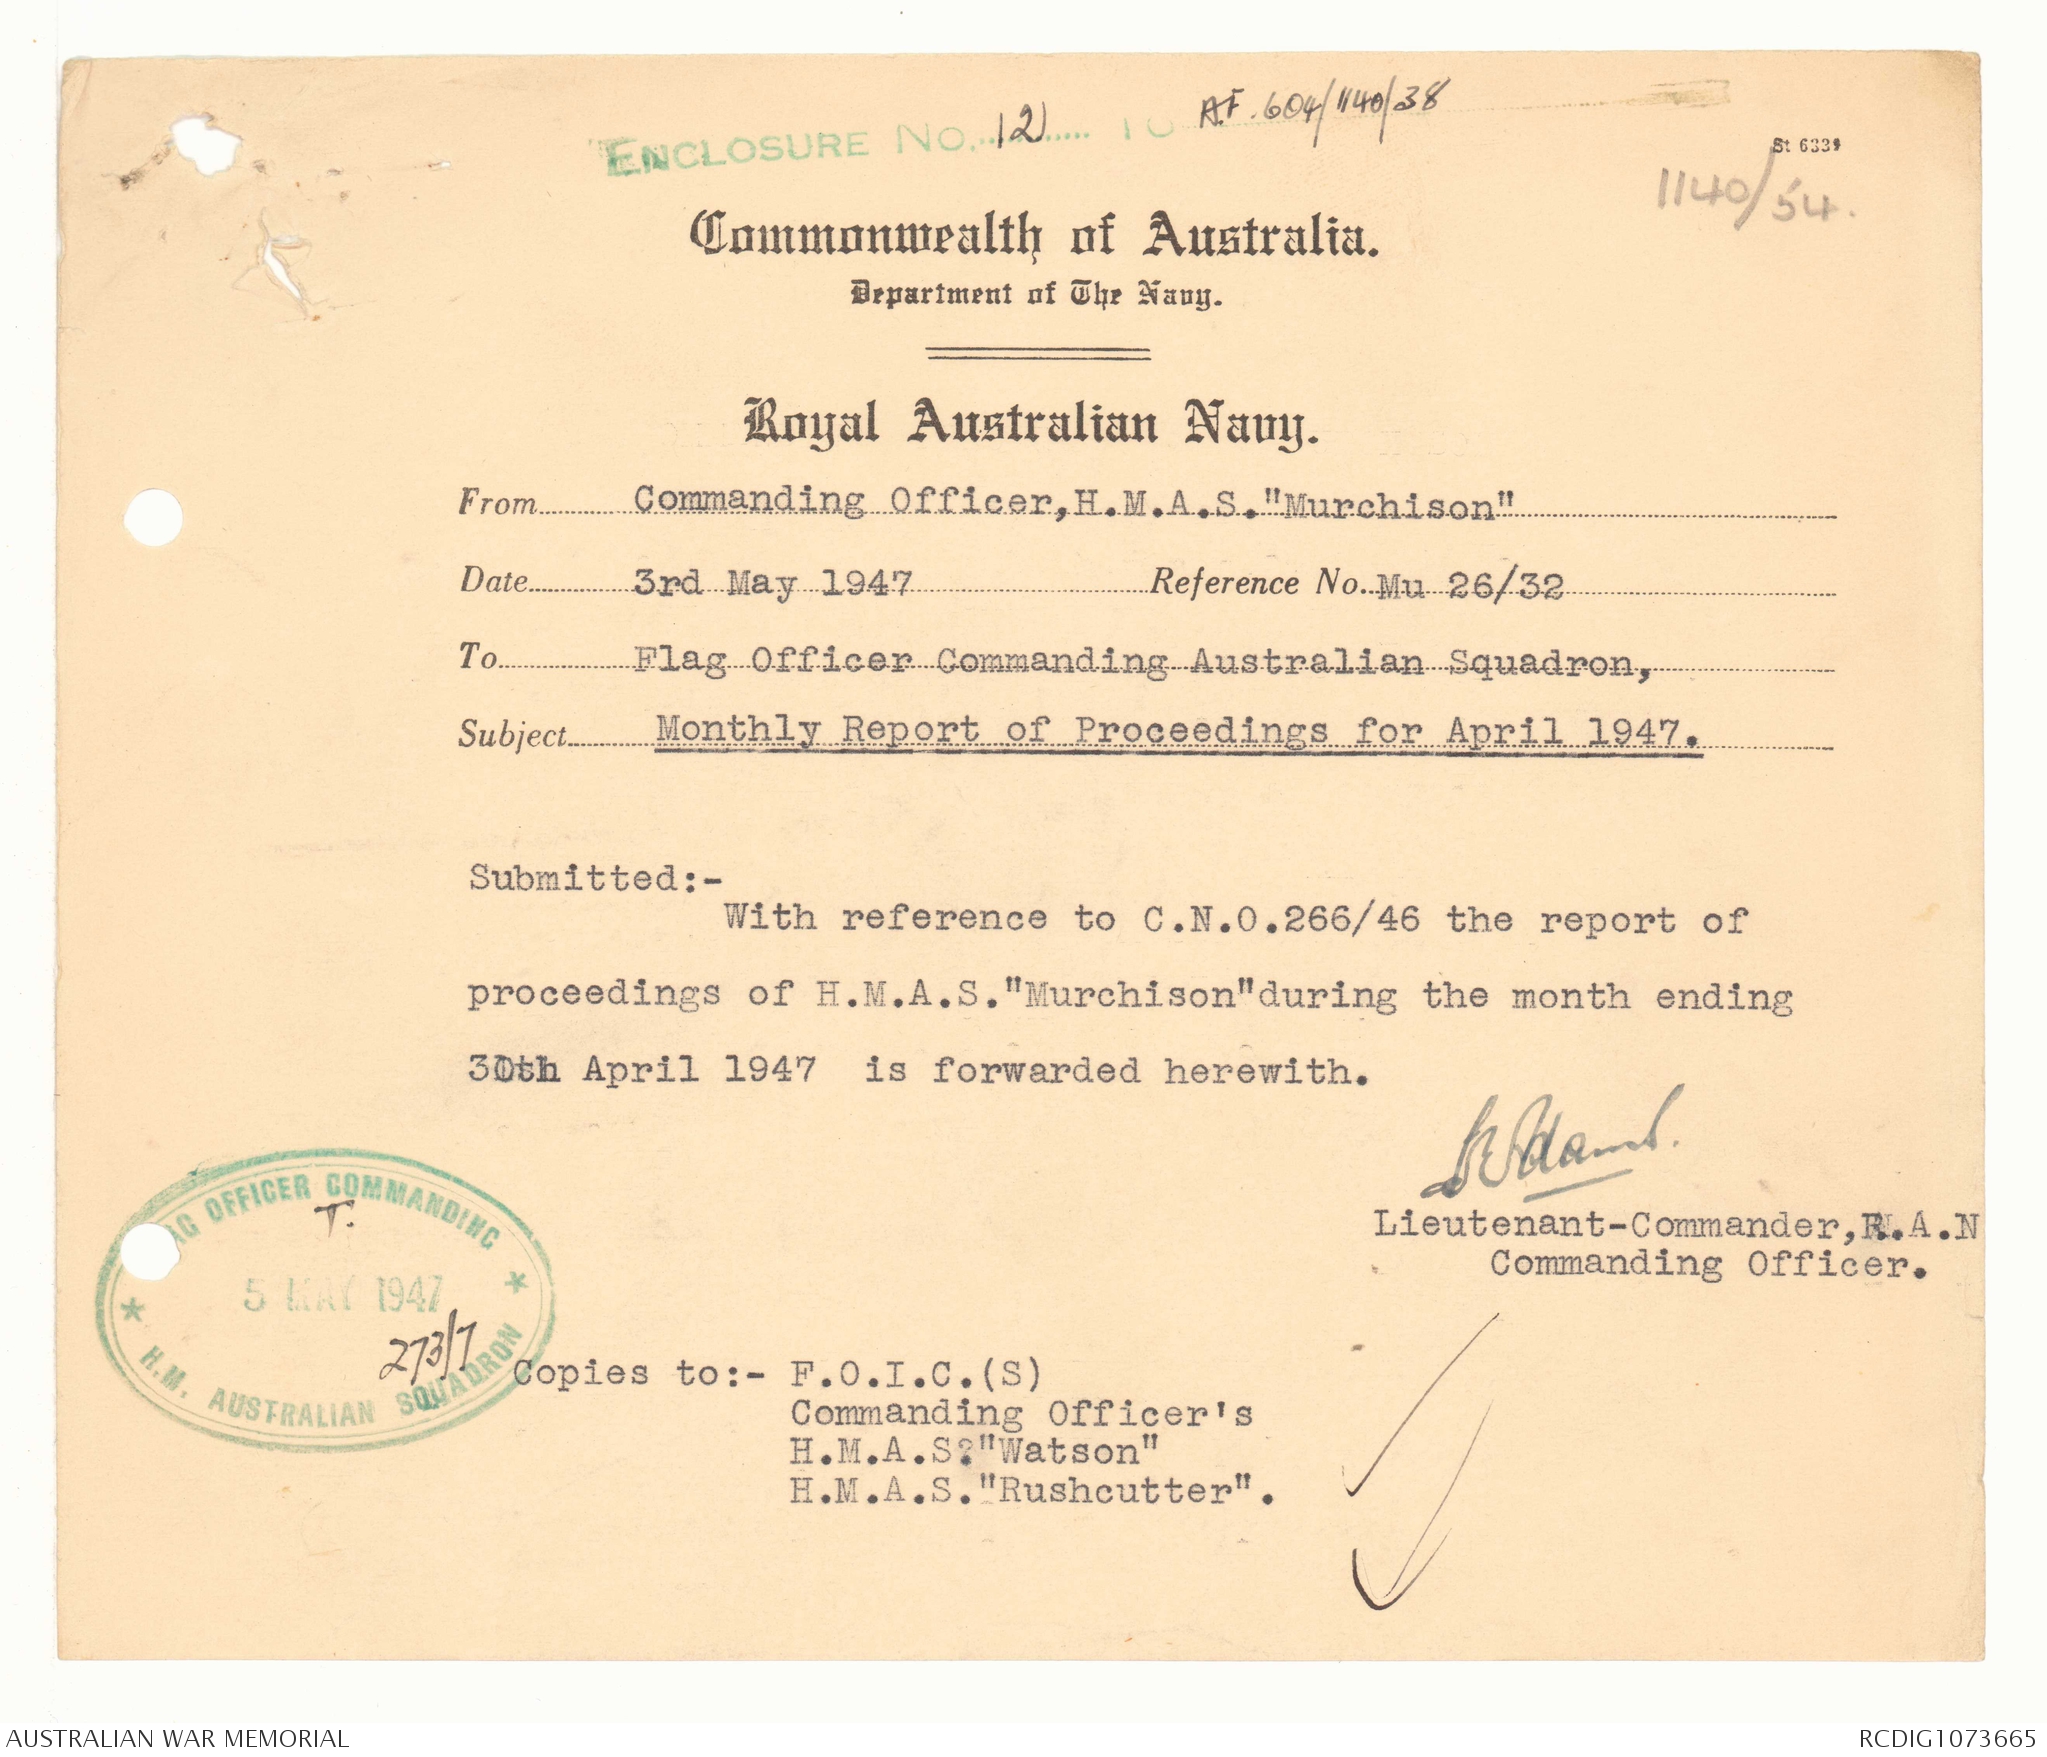 ENCLOSURE No. 12 TO A.F. 604/1140/38
St 633
1140/54.
Commonwealth of Australia.
Department of The Navy.
Royal Australian Navy.
From Commanding Officer,H.M.A.S."Murchison"
Date 3rd May 1947 Reference No. Mu 26/32
To Flag Officer Commanding Australian Squadron,
Subject Monthly Report of Proceedings for April 1947.
Submitted:-
With reference to C.N.O.266/46 the report of
proceedings of H.M.A.S."Murchison"during the month ending
30th April 1947 is forwarded herewith.
Lieutenant-Commander,R.A.N
Commanding Officer.
AG OFFICER COMMANDING
T.
5 MAY 1947
273/7
H.M. AUSTRALIAN SQUADRON
Copies to:- F.O.I.C.(S)
Commanding Officer's
H.M.A.S."Watson"
H.M.A.S."Rushcutter".
AUSTRALIAN WAR MEMORIAL
RCDIG1073665